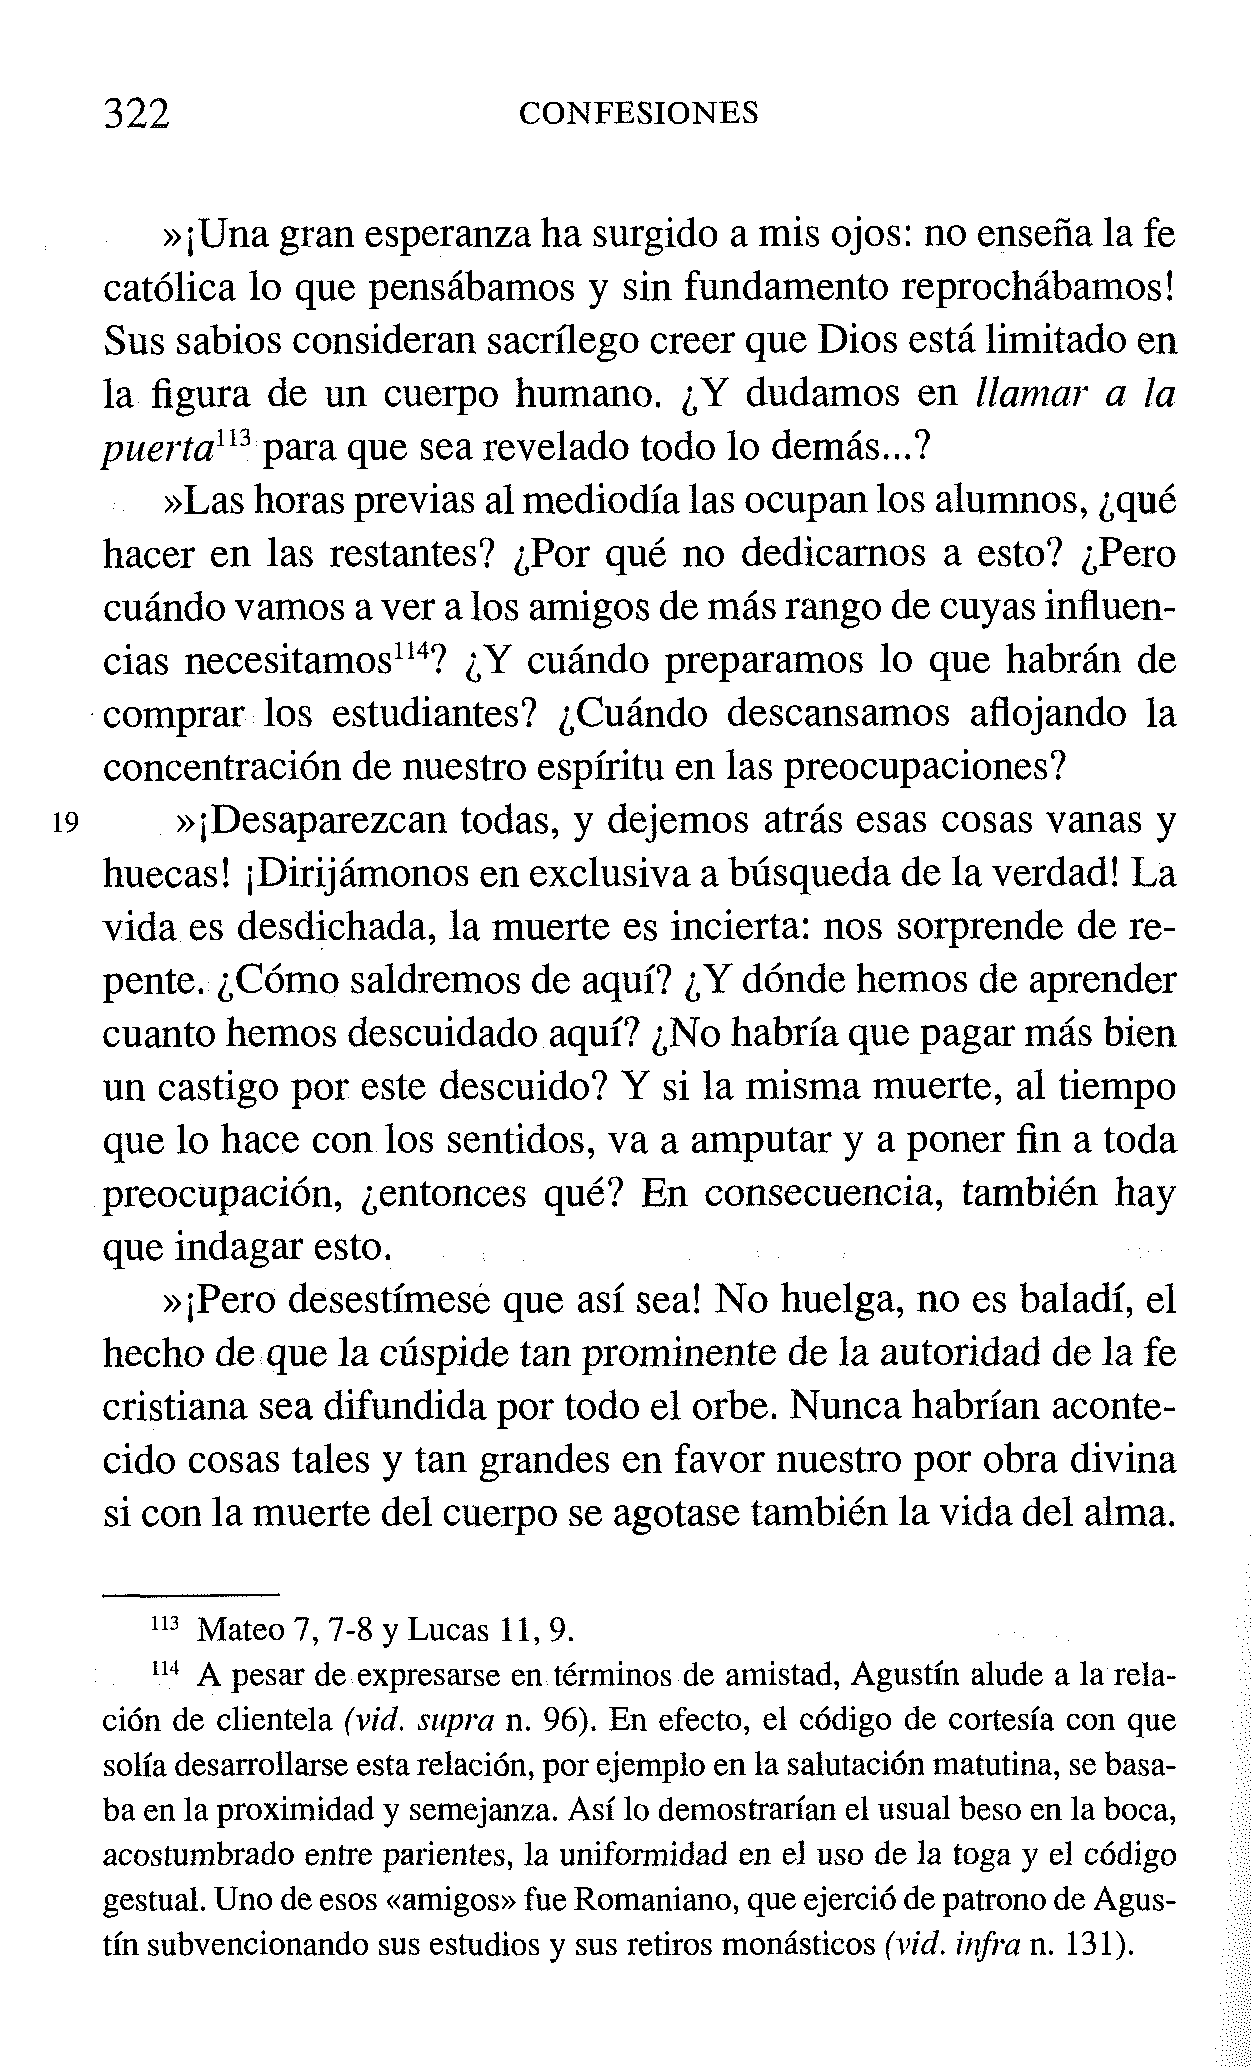 322 CONFESIONES
»¡Una gran esperanza ha surgido a mis ojos: no enseña la fe
católica lo que pensábamos y sin fundamento reprochábamos!
Sus sabios consideran sacrílego creer que Dios está limitado en
la figura de un cuerpo humano. ¿Y dudamos en llamar a la
puerta¹¹³ para que sea revelado todo lo demás...?
»Las horas previas al mediodía las ocupan los alumnos, ¿qué
hacer en las restantes? ¿Por qué no dedicarnos a esto? ¿Pero
cuándo vamos a ver a los amigos de más rango de cuyas influen-
cias necesitamos¹¹⁴? ¿Y cuándo preparamos lo que habrán de
comprar los estudiantes? ¿Cuándo descansamos aflojando la
concentración de nuestro espíritu en las preocupaciones?
19 »¡Desaparezcan todas, y dejemos atrás esas cosas vanas y
huecas! ¡Dirijámonos en exclusiva a búsqueda de la verdad! La
vida es desdichada, la muerte es incierta: nos sorprende de re-
pente. ¿Cómo saldremos de aquí? ¿Y dónde hemos de aprender
cuanto hemos descuidado aquí? ¿No habría que pagar más bien
un castigo por este descuido? Y si la misma muerte, al tiempo
que lo hace con los sentidos, va a amputar y a poner fin a toda
preocupación, ¿entonces qué? En consecuencia, también hay
que indagar esto.
»¡Pero desestímese que así sea! No huelga, no es baladí, el
hecho de que la cúspide tan prominente de la autoridad de la fe
cristiana sea difundida por todo el orbe. Nunca habrían aconte-
cido cosas tales y tan grandes en favor nuestro por obra divina
si con la muerte del cuerpo se agotase también la vida del alma.
¹¹³ Mateo 7, 7-8 y Lucas 11, 9.
¹¹⁴ A pesar de expresarse en términos de amistad, Agustín alude a la rela-
ción de clientela (vid. supra n. 96). En efecto, el código de cortesía con que
solía desarrollarse esta relación, por ejemplo en la salutación matutina, se basa-
ba en la proximidad y semejanza. Así lo demostrarían el usual beso en la boca,
acostumbrado entre parientes, la uniformidad en el uso de la toga y el código
gestual. Uno de esos «amigos» fue Romaniano, que ejerció de patrono de Agus-
tín subvencionando sus estudios y sus retiros monásticos (vid. infra n. 131).